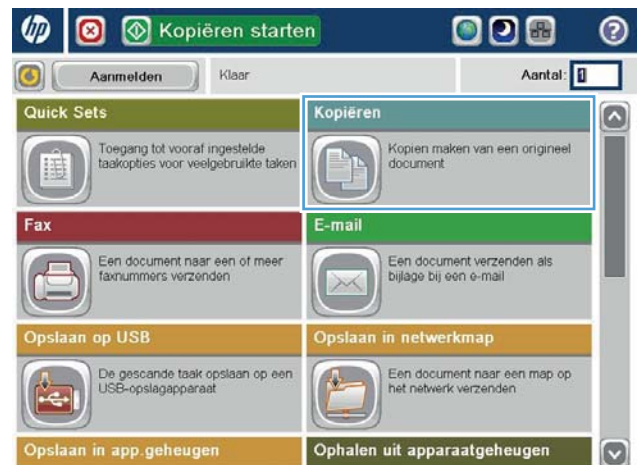 hp
Kopiëren starten
?
Aanmelden
Klaar
Aantal: 1
Quick Sets
Toegang tot vooraf ingestelde
taakopties voor veelgebruikte taken
Kopiëren
Kopien maken van een origineel
document
Fax
Een document naar een of meer
faxnummers verzenden
E-mail
Een document verzenden als
bijlage bij een e-mail
Opslaan op USB
De gescande taak opslaan op een
USB-opslagapparaat
Opslaan in netwerkmap
Een document naar een map op
het netwerk verzenden
Opslaan in app.geheugen
Ophalen uit apparaatgeheugen